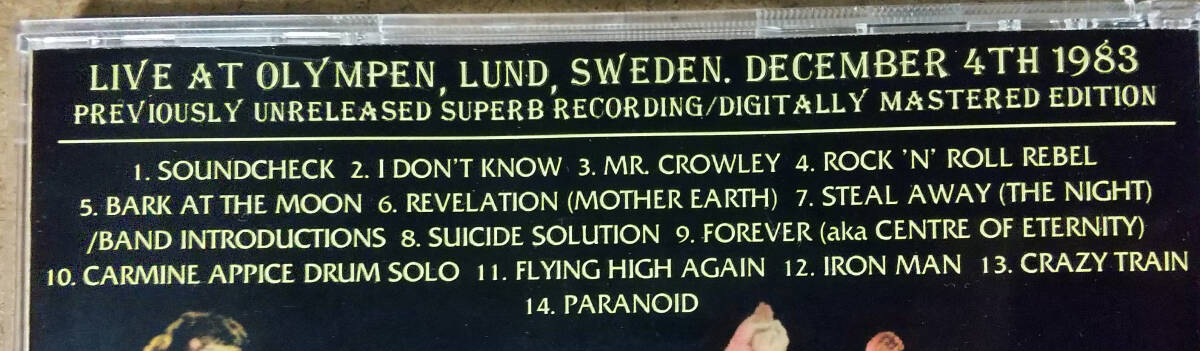 LIVE AT OLYMPEN, LUND, SWEDEN. DECEMBER 4TH 1983
PREVIOUSLY UNRELEASED SUPERB RECORDING/DIGITALLY MASTERED EDITION
1. SOUNDCHECK 2. I DON'T KNOW 3. MR. CROWLEY 4. ROCK 'N' ROLL REBEL
5. BARK AT THE MOON 6. REVELATION (MOTHER EARTH) 7. STEAL AWAY (THE NIGHT)
/BAND INTRODUCTIONS 8. SUICIDE SOLUTION 9. FOREVER (aka CENTRE OF ETERNITY)
10. CARMINE APPICE DRUM SOLO 11. FLYING HIGH AGAIN 12. IRON MAN 13. CRAZY TRAIN
14. PARANOID